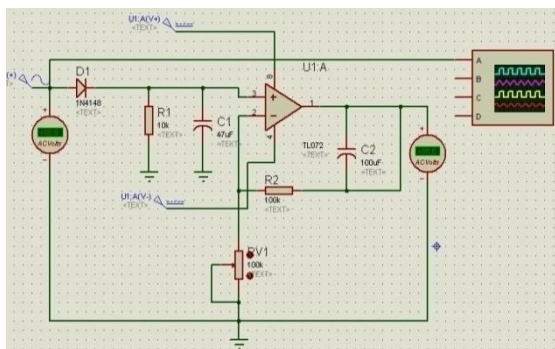 U1:A(V+)
<TEXT>
U1:A
D1
1N4148
<TEXT>
R1
10k
<TEXT>
C1
47uF
<TEXT>
8
3
2
1
4
TL072
<TEXT>
C2
100uF
<TEXT>
A
B
C
D
AC Volts
AC Volts
U1:A(V-)
<TEXT>
R2
100k
<TEXT>
RV1
100k
<TEXT>